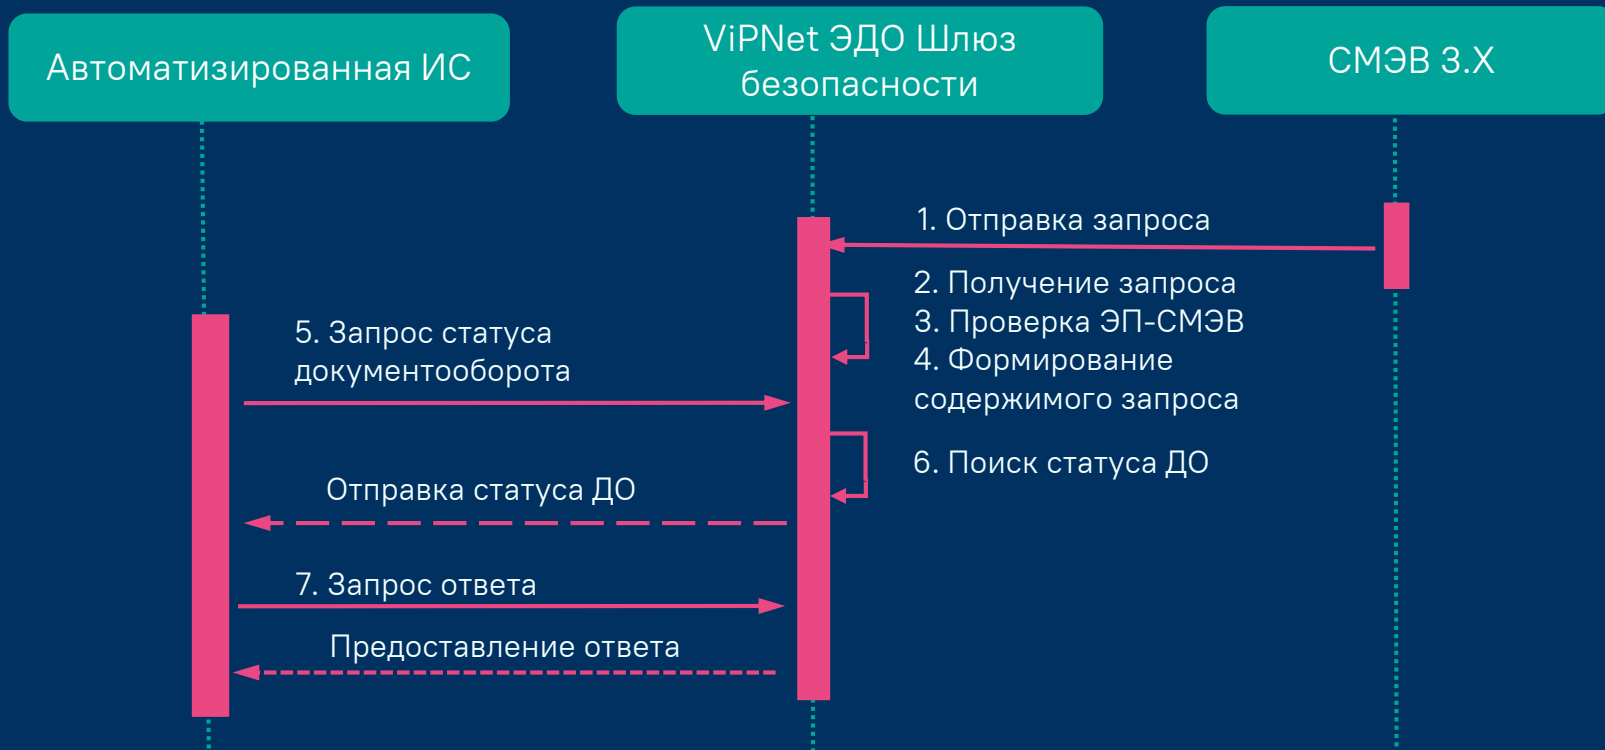 Автоматизированная ИС
ViPNet ЭДО Шлюз
безопасности
СМЭВ 3.X
1. Отправка запроса
2. Получение запроса
3. Проверка ЭП-СМЭВ
4. Формирование
содержимого запроса
5. Запрос статуса
документооборота
6. Поиск статуса ДО
Отправка статуса ДО
7. Запрос ответа
Предоставление ответа